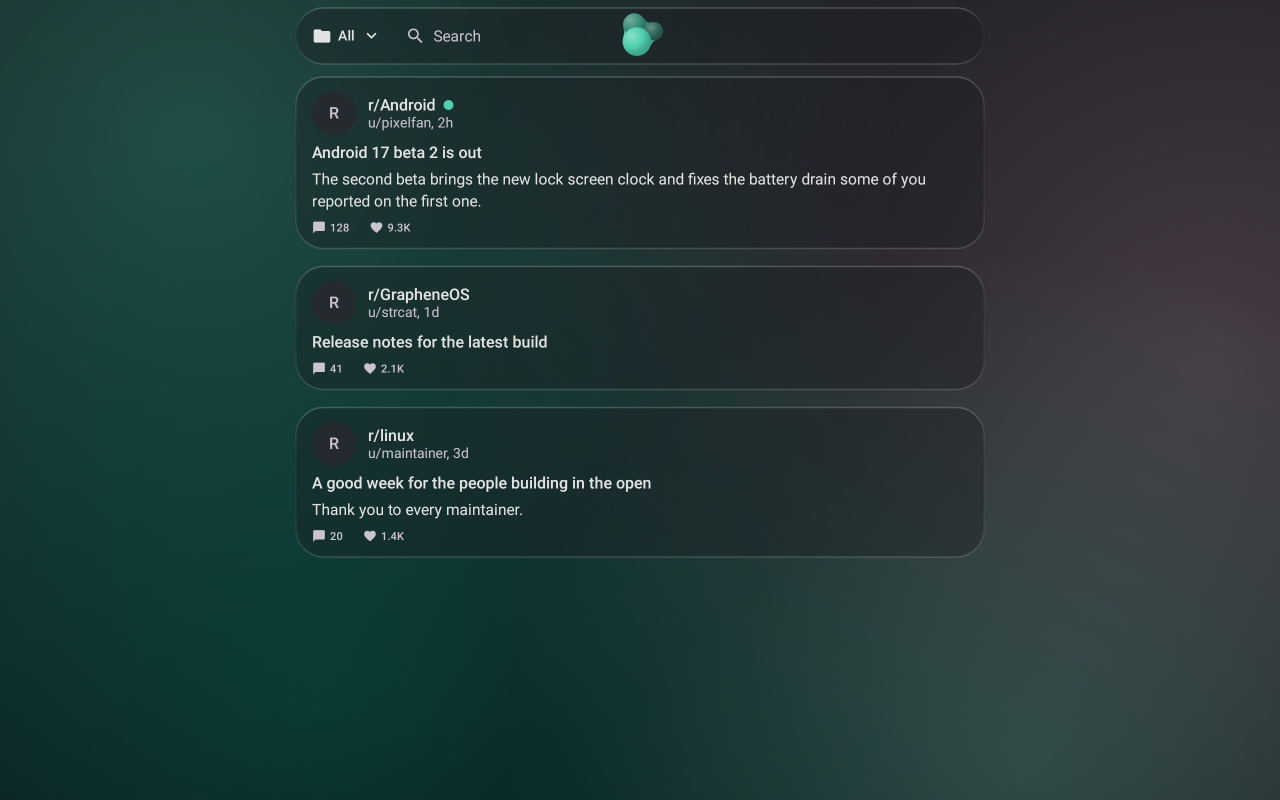 All
Search
R
r/Android
u/pixelfan, 2h
Android 17 beta 2 is out
The second beta brings the new lock screen clock and fixes the battery drain some of you
reported on the first one.
128 9.3K
R
r/GrapheneOS
u/strcat, 1d
Release notes for the latest build
41 2.1K
R
r/linux
u/maintainer, 3d
A good week for the people building in the open
Thank you to every maintainer.
20 1.4K